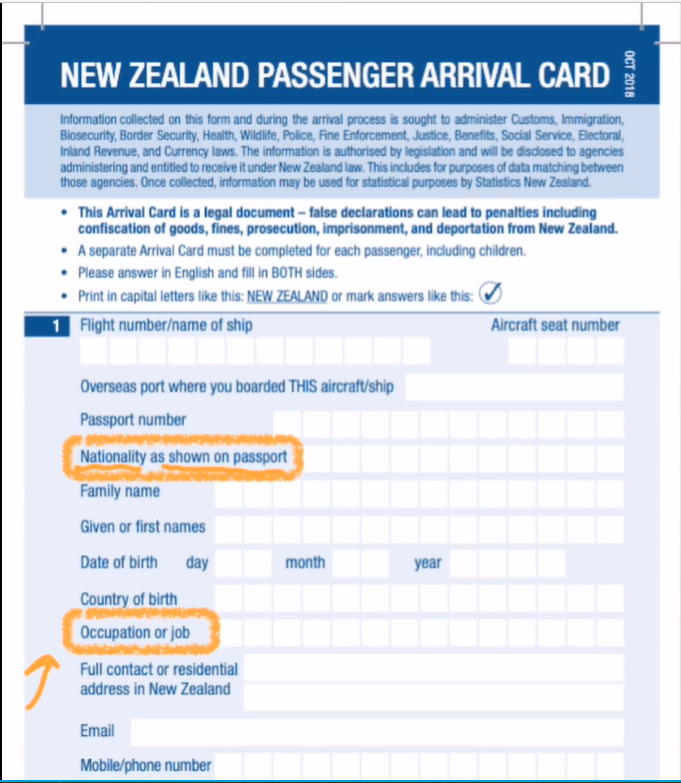 NEW ZEALAND PASSENGER ARRIVAL CARD
OCT 2018
Information collected on this form and during the arrival process is sought to administer Customs, Immigration,
Biosecurity, Border Security, Health, Wildlife, Police, Fine Enforcement, Justice, Benefits, Social Service, Electoral,
Inland Revenue, and Currency laws. The information is authorised by legislation and will be disclosed to agencies
administering and entitled to receive it under New Zealand law. This includes for purposes of data matching between
those agencies. Once collected, information may be used for statistical purposes by Statistics New Zealand.
• This Arrival Card is a legal document – false declarations can lead to penalties including
confiscation of goods, fines, prosecution, imprisonment, and deportation from New Zealand.
• A separate Arrival Card must be completed for each passenger, including children.
• Please answer in English and fill in BOTH sides.
• Print in capital letters like this: NEW ZEALAND or mark answers like this: ✓
1 Flight number/name of ship Aircraft seat number
Overseas port where you boarded THIS aircraft/ship
Passport number
Nationality as shown on passport
Family name
Given or first names
Date of birth day month year
Country of birth
Occupation or job
Full contact or residential
address in New Zealand
Email
Mobile/phone number